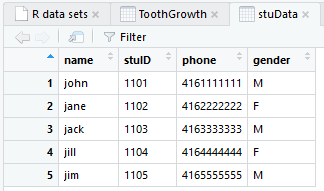 R data sets ToothGrowth stuData
Filter
name stuID phone gender
1 john 1101 4161111111 M
2 jane 1102 4162222222 F
3 jack 1103 4163333333 M
4 jill 1104 4164444444 F
5 jim 1105 4165555555 M